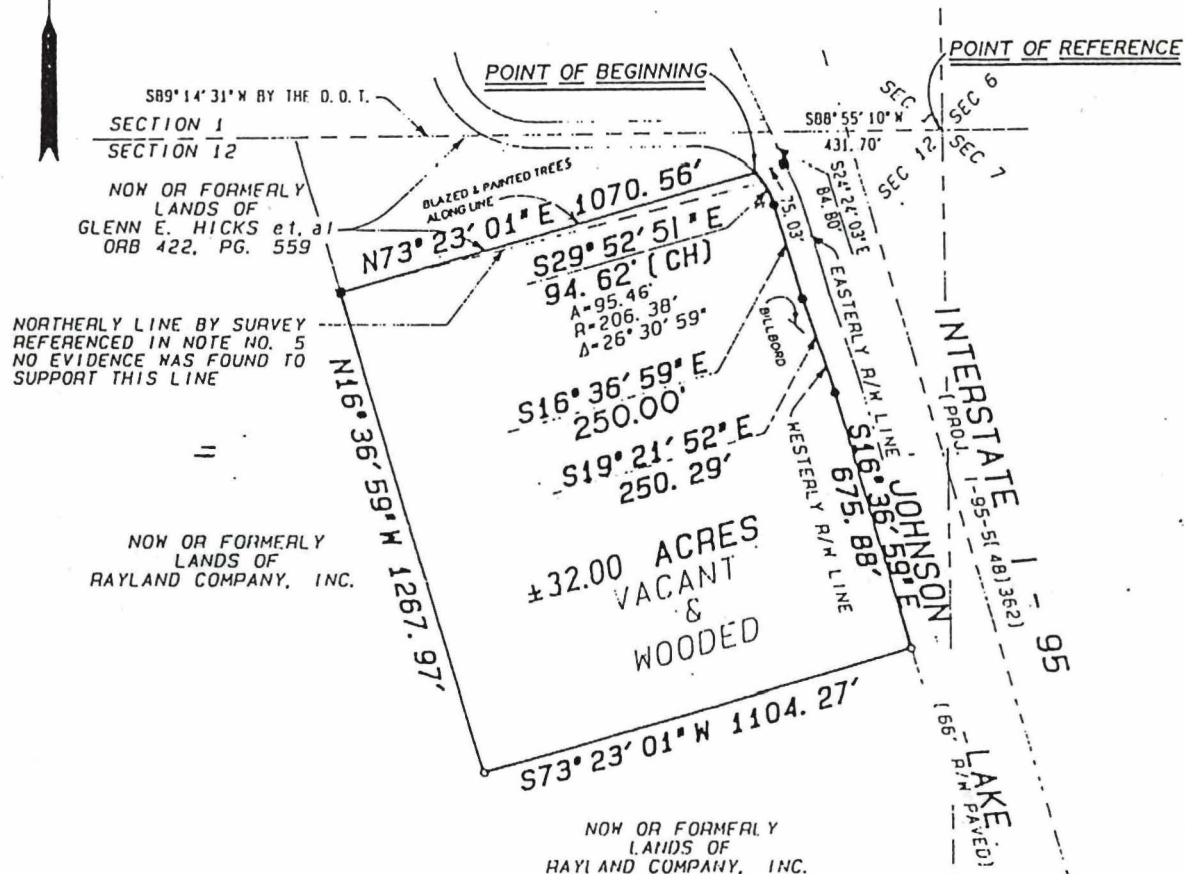 POINT OF BEGINNING
POINT OF REFERENCE
S89°14'31"W BY THE D.O.T.
SECTION 1
SECTION 12
SEC 6
SEC 12
SEC 7
S88°55'10"W
431.70'
S24°24'03"E
84.80'
75.03'
NOW OR FORMERLY
LANDS OF
GLENN E. HICKS et. al
ORB 422, PG. 559
BLAZED & PAINTED TREES
ALONG LINE
N73°23'01"E 1070.56'
S29°52'51"E
94.62' (CH)
A=95.46'
R=206.38'
Δ=26°30'59"
NORTHERLY LINE BY SURVEY
REFERENCED IN NOTE NO. 5
NO EVIDENCE WAS FOUND TO
SUPPORT THIS LINE
S16°36'59"E
250.00'
S19°21'52"E
250.29'
BILLBORD
EASTERLY R/W LINE
WESTERLY R/W LINE
S16°36'59"E
675.88'
N16°36'59"W 1267.97'
NOW OR FORMERLY
LANDS OF
RAYLAND COMPANY, INC.
±32.00 ACRES
VACANT
&
WOODED
S73°23'01"W 1104.27'
INTERSTATE I-95
(PROJ. I-95-5(48)362)
JOHNSON LAKE
(66' R/W PAVED)
NOW OR FORMERLY
LANDS OF
RAYLAND COMPANY, INC.